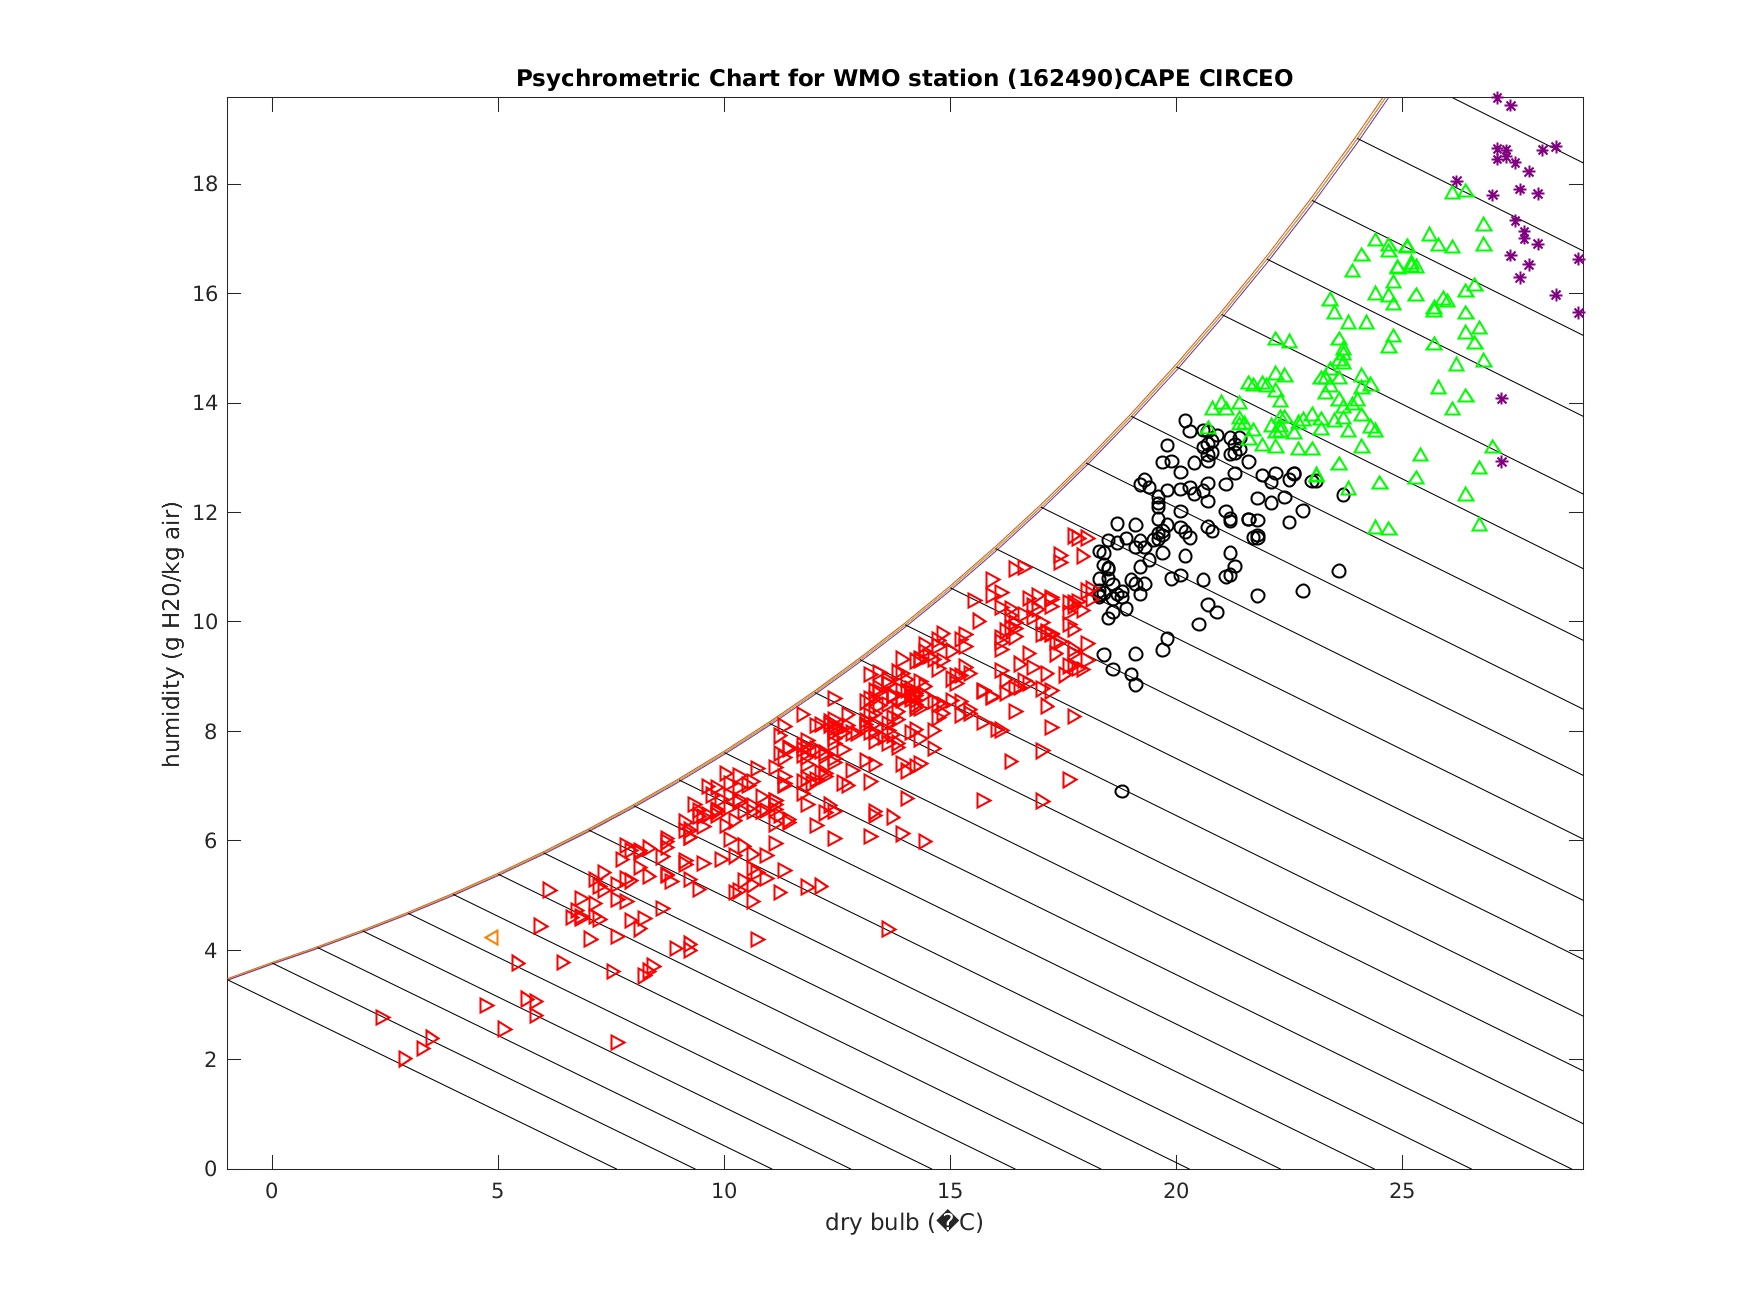 Psychrometric Chart for WMO station (162490)CAPE CIRCEO
18
16
14
12
10
8
6
4
2
0
humidity (g H20/kg air)
0 5 10 15 20 25
dry bulb (�C)